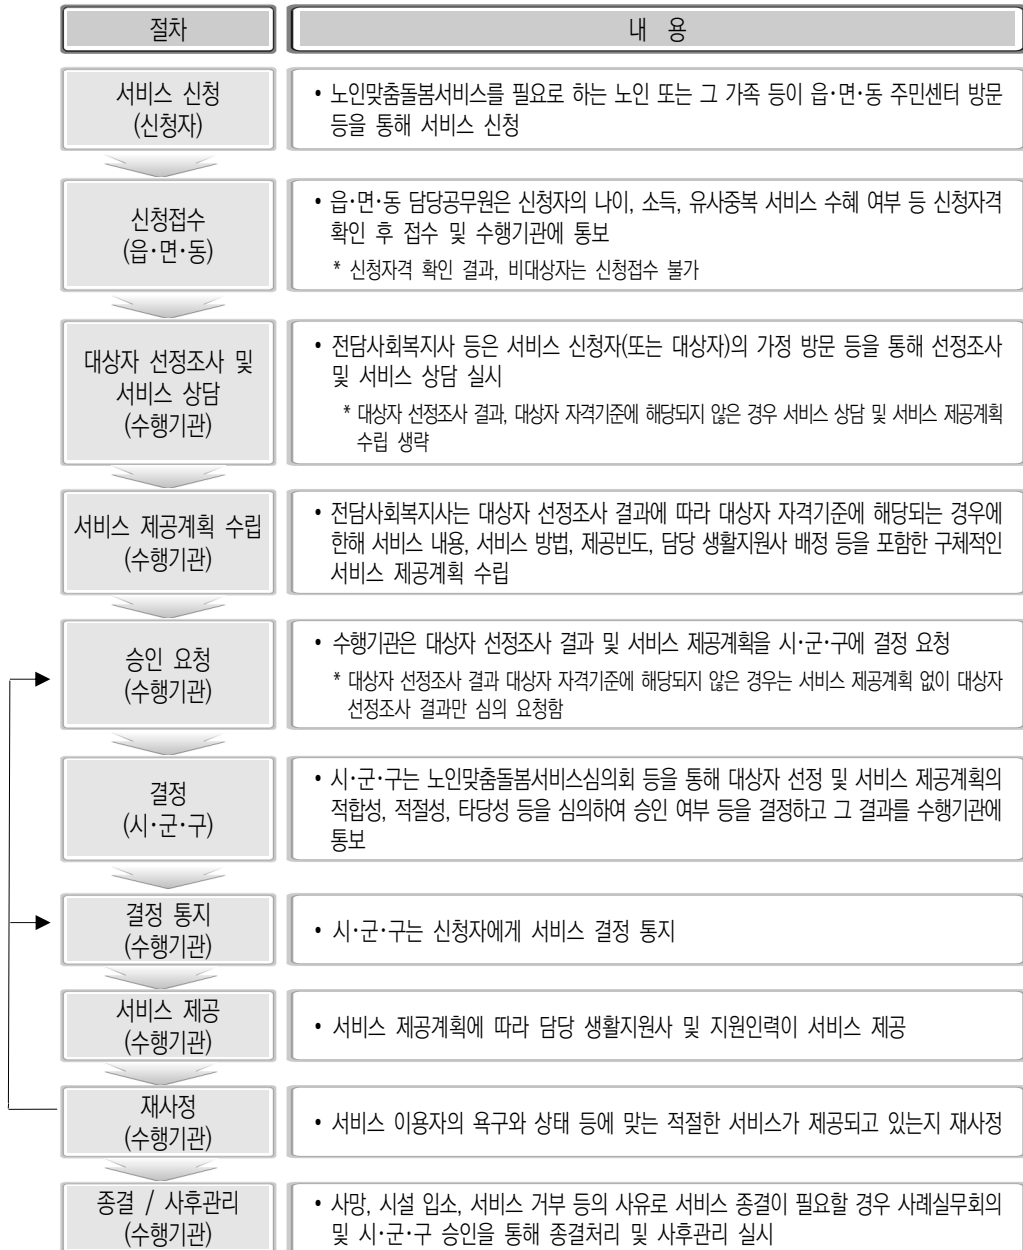 절차
내 용
서비스 신청
(신청자)
• 노인맞춤돌봄서비스를 필요로 하는 노인 또는 그 가족 등이 읍·면·동 주민센터 방문
등을 통해 서비스 신청
신청접수
(읍·면·동)
• 읍·면·동 담당공무원은 신청자의 나이, 소득, 유사중복 서비스 수혜 여부 등 신청자격
확인 후 접수 및 수행기관에 통보
* 신청자격 확인 결과, 비대상자는 신청접수 불가
대상자 선정조사 및
서비스 상담
(수행기관)
• 전담사회복지사 등은 서비스 신청자(또는 대상자)의 가정 방문 등을 통해 선정조사
및 서비스 상담 실시
* 대상자 선정조사 결과, 대상자 자격기준에 해당되지 않은 경우 서비스 상담 및 서비스 제공계획
수립 생략
서비스 제공계획 수립
(수행기관)
• 전담사회복지사는 대상자 선정조사 결과에 따라 대상자 자격기준에 해당되는 경우에
한해 서비스 내용, 서비스 방법, 제공빈도, 담당 생활지원사 배정 등을 포함한 구체적인
서비스 제공계획 수립
승인 요청
(수행기관)
• 수행기관은 대상자 선정조사 결과 및 서비스 제공계획을 시·군·구에 결정 요청
* 대상자 선정조사 결과 대상자 자격기준에 해당되지 않은 경우는 서비스 제공계획 없이 대상자
선정조사 결과만 심의 요청함
결정
(시·군·구)
• 시·군·구는 노인맞춤돌봄서비스심의회 등을 통해 대상자 선정 및 서비스 제공계획의
적합성, 적절성, 타당성 등을 심의하여 승인 여부 등을 결정하고 그 결과를 수행기관에
통보
결정 통지
(수행기관)
• 시·군·구는 신청자에게 서비스 결정 통지
서비스 제공
(수행기관)
• 서비스 제공계획에 따라 담당 생활지원사 및 지원인력이 서비스 제공
재사정
(수행기관)
• 서비스 이용자의 욕구와 상태 등에 맞는 적절한 서비스가 제공되고 있는지 재사정
종결 / 사후관리
(수행기관)
• 사망, 시설 입소, 서비스 거부 등의 사유로 서비스 종결이 필요할 경우 사례실무회의
및 시·군·구 승인을 통해 종결처리 및 사후관리 실시